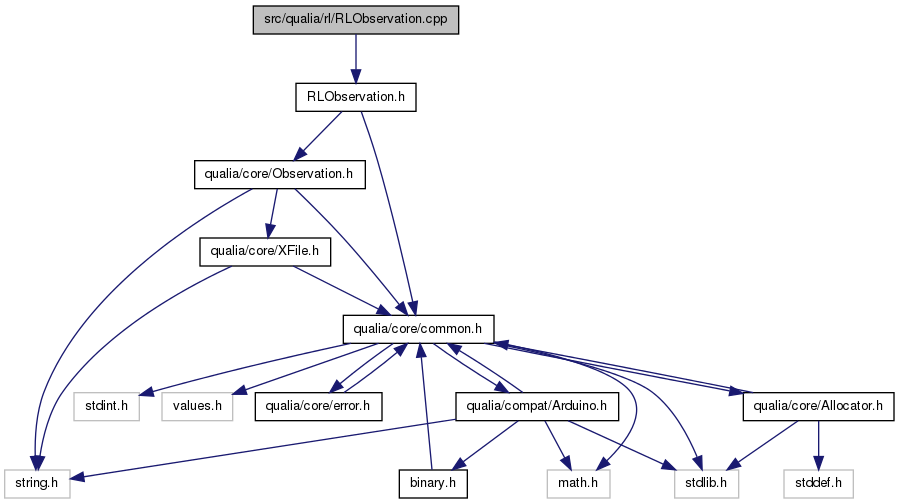 src/qualia/rl/RLObservation.cpp
RLObservation.h
qualia/core/Observation.h
qualia/core/XFile.h
qualia/core/common.h
stdint.h
values.h
qualia/core/error.h
qualia/compat/Arduino.h
qualia/core/Allocator.h
string.h
binary.h
math.h
stdlib.h
stddef.h